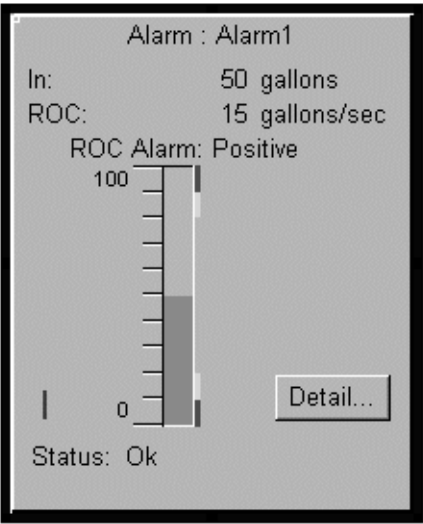 Alarm : Alarm1
In: 50 gallons
ROC: 15 gallons/sec
ROC Alarm: Positive
100
0
Detail...
Status: Ok